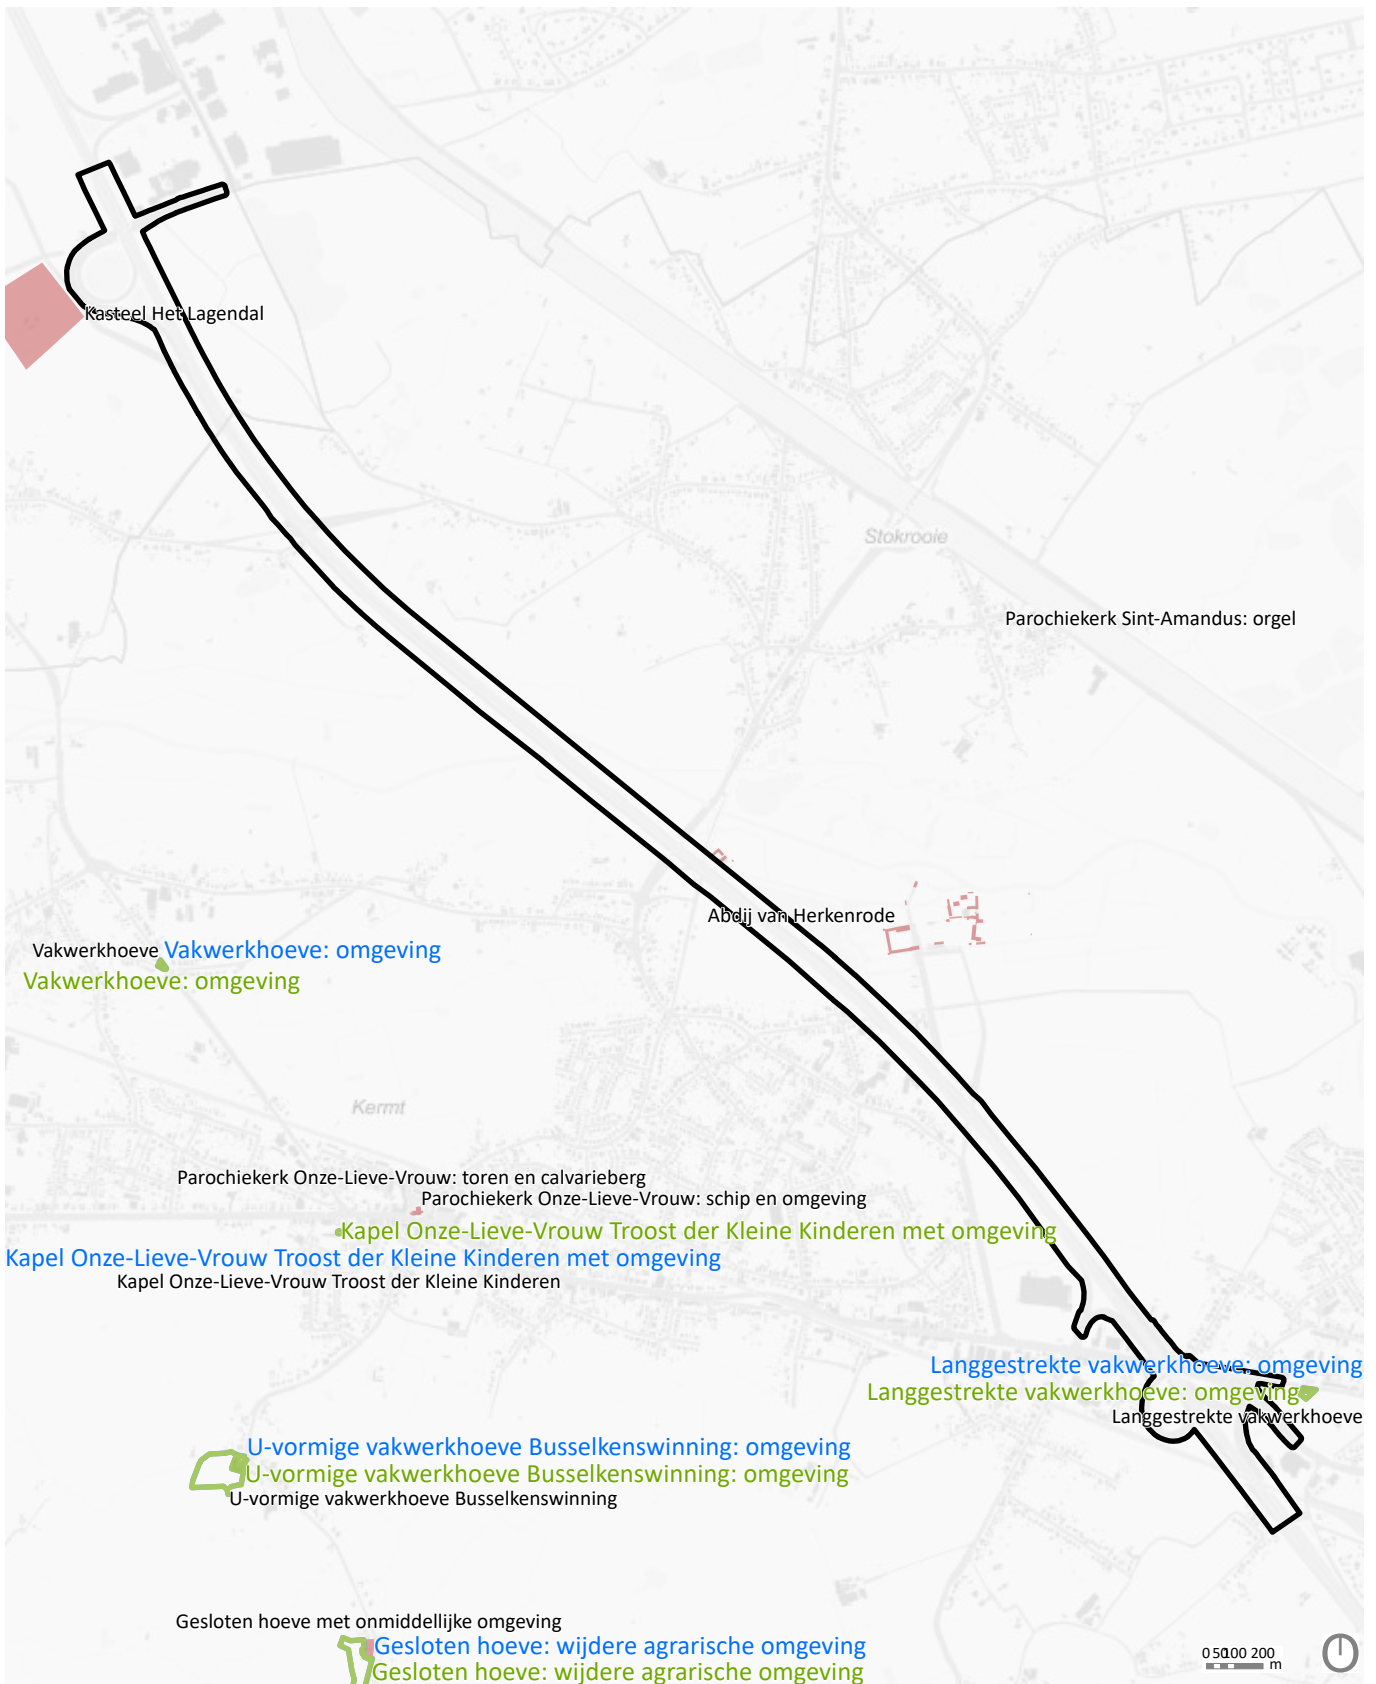 Kasteel Het Lagendal
Stokrooie
Parochiekerk Sint-Amandus: orgel
Abdij van Herkenrode
Vakwerkhoeve Vakwerkhoeve: omgeving
Vakwerkhoeve: omgeving
Kermt
Parochiekerk Onze-Lieve-Vrouw: toren en calvarieberg
Parochiekerk Onze-Lieve-Vrouw: schip en omgeving
Kapel Onze-Lieve-Vrouw Troost der Kleine Kinderen met omgeving
Kapel Onze-Lieve-Vrouw Troost der Kleine Kinderen met omgeving
Kapel Onze-Lieve-Vrouw Troost der Kleine Kinderen
Langgestrekte vakwerkhoeve: omgeving
Langgestrekte vakwerkhoeve: omgeving
Langgestrekte vakwerkhoeve
U-vormige vakwerkhoeve Busselkenswinning: omgeving
U-vormige vakwerkhoeve Busselkenswinning: omgeving
U-vormige vakwerkhoeve Busselkenswinning
Gesloten hoeve met onmiddellijke omgeving
Gesloten hoeve: wijdere agrarische omgeving
Gesloten hoeve: wijdere agrarische omgeving
0 50 100 200
m